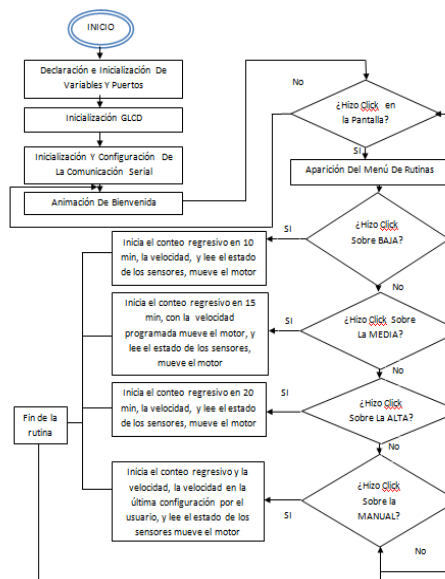 INICIO
Declaración e Inicialización De
Variables Y Puertos
Inicialización GLCD
Inicialización Y Configuración De
La Comunicación Serial
Animación De Bienvenida
No
¿Hizo Click en
la Pantalla?
SI
Aparición Del Menú De Rutinas
¿Hizo Click
Sobre BAJA?
SI
Inicia el conteo regresivo en 10
min, la velocidad, y lee el estado
de los sensores, mueve el motor
No
¿Hizo Click Sobre
La MEDIA?
SI
Inicia el conteo regresivo en 15
min, con la velocidad
programada mueve el motor, y
lee el estado de los sensores,
mueve el motor
No
¿Hizo Click
Sobre La ALTA?
SI
Inicia el conteo regresivo en 20
min, la velocidad, y lee el estado
de los sensores, mueve el motor
Fin de la
rutina
No
¿Hizo Click
Sobre la
MANUAL?
SI
Inicia el conteo regresivo y la
velocidad, la velocidad en la
última configuración por el
usuario, y lee el estado de los
sensores mueve el motor
No